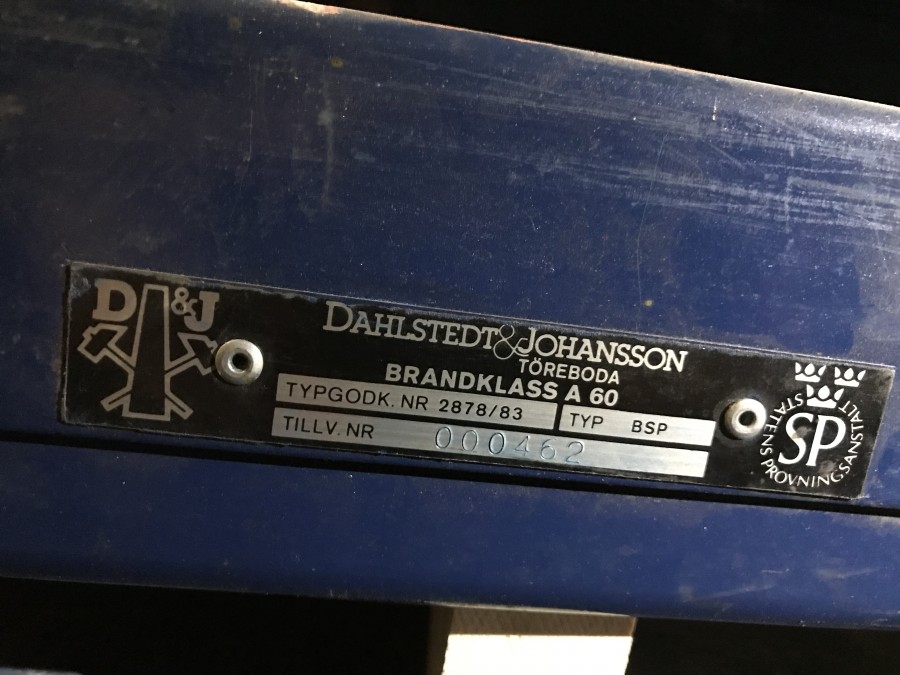 D&J
DAHLSTEDT&JOHANSSON
TÖREBODA
BRANDKLASS A 60
TYPGODK. NR 2878/83 TYP BSP
TILLV. NR 000462
SP
STATENS PROVNINGSANSTALT